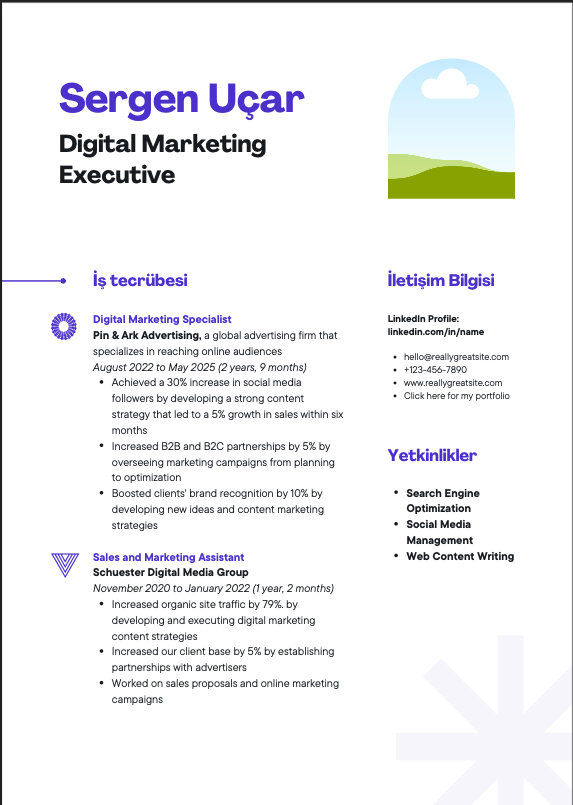 Sergen Uçar
Digital Marketing
Executive
İş tecrübesi
Digital Marketing Specialist
Pin & Ark Advertising, a global advertising firm that
specializes in reaching online audiences
August 2022 to May 2025 (2 years, 9 months)
• Achieved a 30% increase in social media
followers by developing a strong content
strategy that led to a 5% growth in sales within six
months
• Increased B2B and B2C partnerships by 5% by
overseeing marketing campaigns from planning
to optimization
• Boosted clients' brand recognition by 10% by
developing new ideas and content marketing
strategies
Sales and Marketing Assistant
Schuester Digital Media Group
November 2020 to January 2022 (1 year, 2 months)
• Increased organic site traffic by 79%. by
developing and executing digital marketing
content strategies
• Increased our client base by 5% by establishing
partnerships with advertisers
• Worked on sales proposals and online marketing
campaigns
İletişim Bilgisi
LinkedIn Profile:
linkedin.com/in/name
• hello@reallygreatsite.com
• +123-456-7890
• www.reallygreatsite.com
• Click here for my portfolio
Yetkinlikler
• Search Engine
Optimization
• Social Media
Management
• Web Content Writing